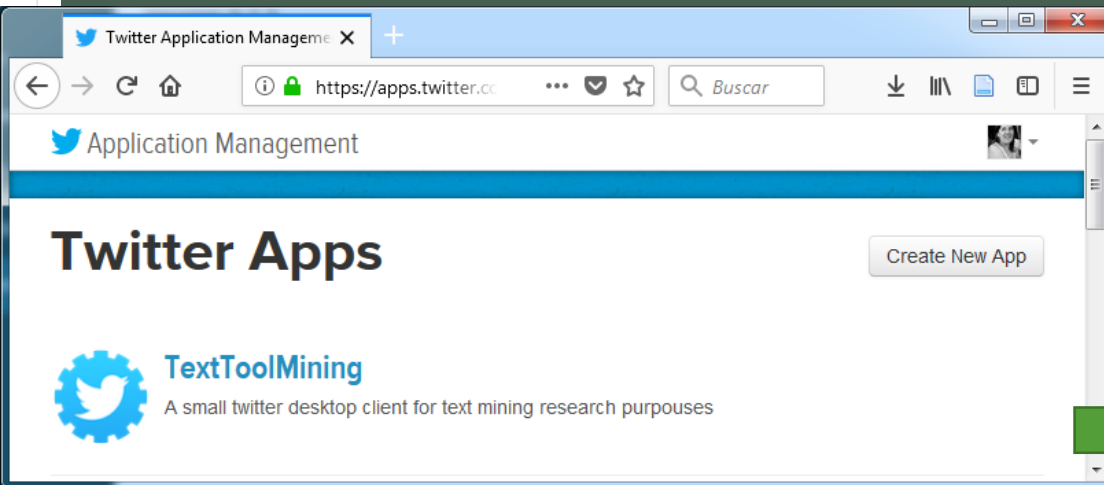 Twitter Application Manageme
https://apps.twitter.co
Buscar
Application Management
Twitter Apps
Create New App
TextToolMining
A small twitter desktop client for text mining research purpouses